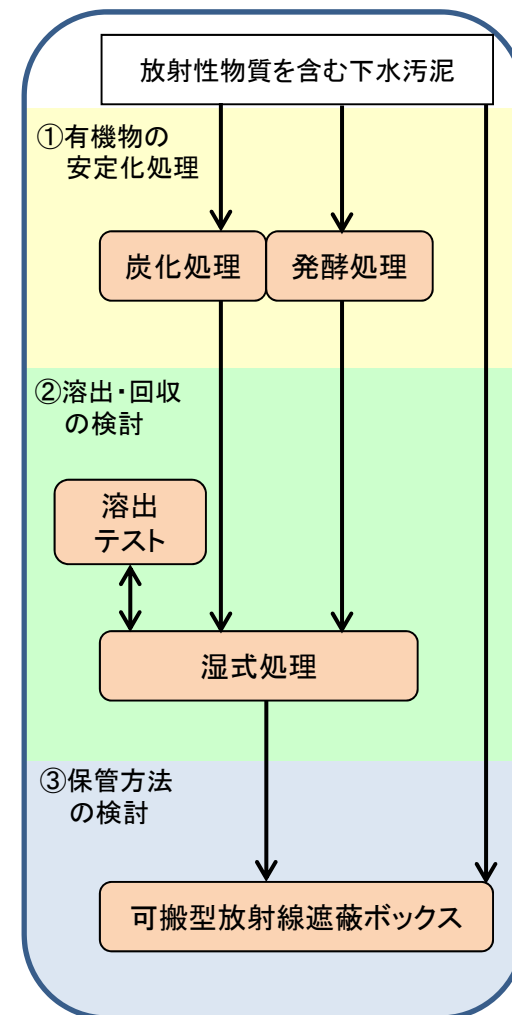 放射性物質を含む下水汚泥
①有機物の
安定化処理
炭化処理
発酵処理
②溶出・回収
の検討
溶出
テスト
湿式処理
③保管方法
の検討
可搬型放射線遮蔽ボックス